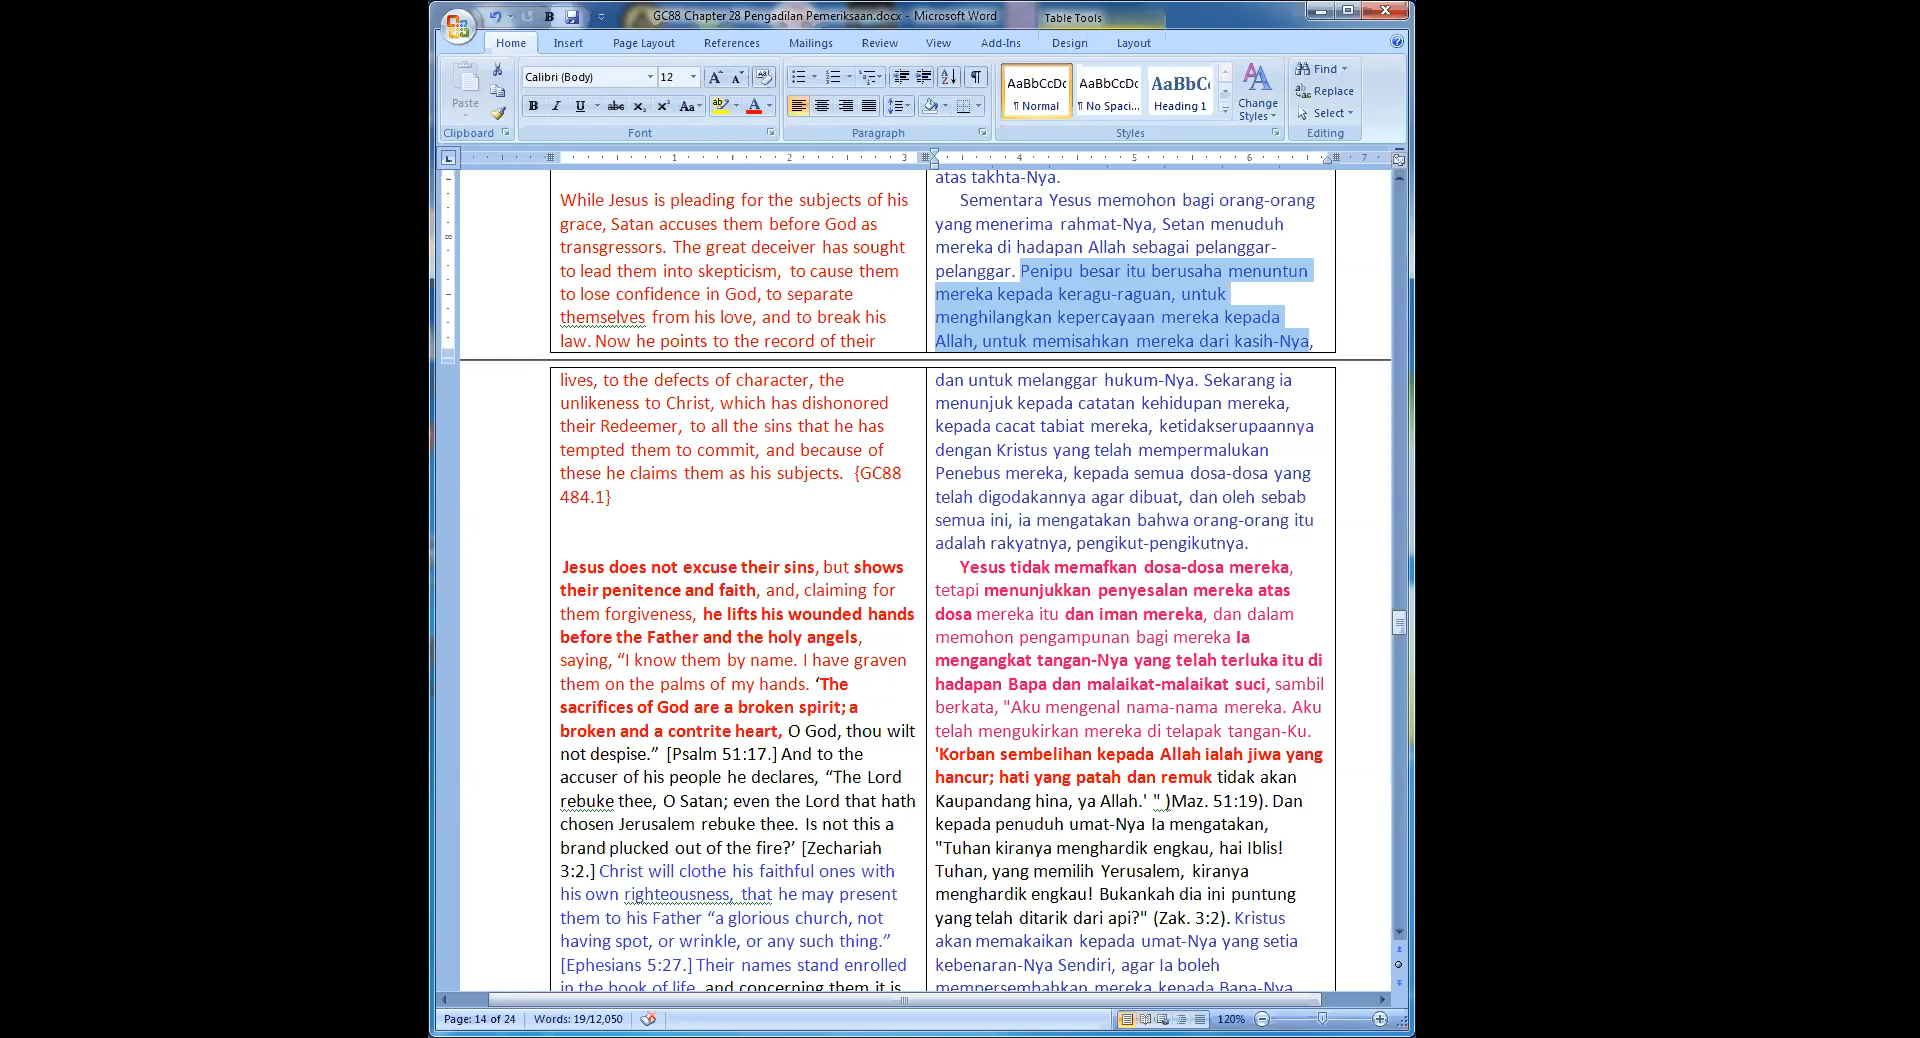 GC88 Chapter 28 Pengadilan Pemeriksaan.docx - Microsoft Word
Table Tools
Home Insert Page Layout References Mailings Review View Add-Ins Design Layout
Calibri (Body) 12
AaBbCcDc AaBbCcDc AaBbC
Paste
¶ Normal ¶ No Spaci... Heading 1
Change Styles
Find
Replace
Select
Clipboard Font Paragraph Styles Editing
1 2 3 4 5 6 7
While Jesus is pleading for the subjects of his
grace, Satan accuses them before God as
transgressors. The great deceiver has sought
to lead them into skepticism, to cause them
to lose confidence in God, to separate
themselves from his love, and to break his
law. Now he points to the record of their
lives, to the defects of character, the
unlikeness to Christ, which has dishonored
their Redeemer, to all the sins that he has
tempted them to commit, and because of
these he claims them as his subjects. {GC88
484.1}
Jesus does not excuse their sins, but shows
their penitence and faith, and, claiming for
them forgiveness, he lifts his wounded hands
before the Father and the holy angels,
saying, “I know them by name. I have graven
them on the palms of my hands. ‘The
sacrifices of God are a broken spirit; a
broken and a contrite heart, O God, thou wilt
not despise.” [Psalm 51:17.] And to the
accuser of his people he declares, “The Lord
rebuke thee, O Satan; even the Lord that hath
chosen Jerusalem rebuke thee. Is not this a
brand plucked out of the fire?’ [Zechariah
3:2.] Christ will clothe his faithful ones with
his own righteousness, that he may present
them to his Father “a glorious church, not
having spot, or wrinkle, or any such thing.”
[Ephesians 5:27.] Their names stand enrolled
in the book of life, and concerning them it is
atas takhta-Nya.
Sementara Yesus memohon bagi orang-orang
yang menerima rahmat-Nya, Setan menuduh
mereka di hadapan Allah sebagai pelanggar-
pelanggar. Penipu besar itu berusaha menuntun
mereka kepada keragu-raguan, untuk
menghilangkan kepercayaan mereka kepada
Allah, untuk memisahkan mereka dari kasih-Nya,
dan untuk melanggar hukum-Nya. Sekarang ia
menunjuk kepada catatan kehidupan mereka,
kepada cacat tabiat mereka, ketidakserupaannya
dengan Kristus yang telah mempermalukan
Penebus mereka, kepada semua dosa-dosa yang
telah digodakannya agar dibuat, dan oleh sebab
semua ini, ia mengatakan bahwa orang-orang itu
adalah rakyatnya, pengikut-pengikutnya.
Yesus tidak memafkan dosa-dosa mereka,
tetapi menunjukkan penyesalan mereka atas
dosa mereka itu dan iman mereka, dan dalam
memohon pengampunan bagi mereka Ia
mengangkat tangan-Nya yang telah terluka itu di
hadapan Bapa dan malaikat-malaikat suci, sambil
berkata, "Aku mengenal nama-nama mereka. Aku
telah mengukirkan mereka di telapak tangan-Ku.
'Korban sembelihan kepada Allah ialah jiwa yang
hancur; hati yang patah dan remuk tidak akan
Kaupandang hina, ya Allah.' " )Maz. 51:19). Dan
kepada penuduh umat-Nya Ia mengatakan,
"Tuhan kiranya menghardik engkau, hai Iblis!
Tuhan, yang memilih Yerusalem, kiranya
menghardik engkau! Bukankah dia ini puntung
yang telah ditarik dari api?" (Zak. 3:2). Kristus
akan memakaikan kepada umat-Nya yang setia
kebenaran-Nya Sendiri, agar Ia boleh
mempersembahkan mereka kepada Bapa-Nya
Page: 14 of 24 Words: 19/12,050 120%